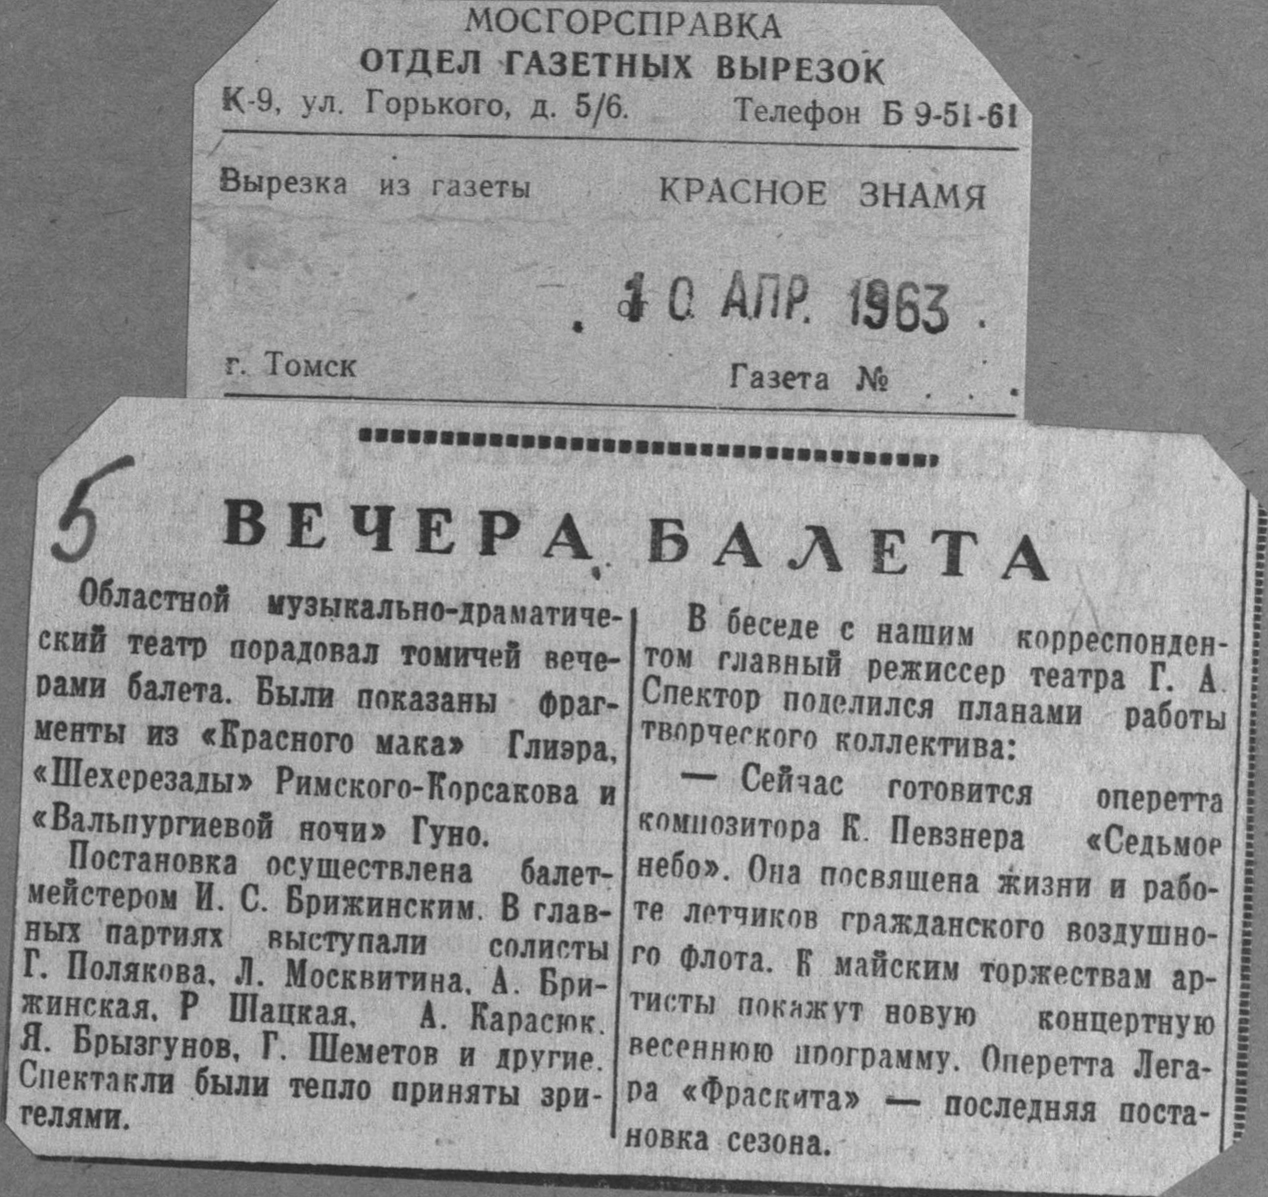 МОСГОРСПРАВКА
ОТДЕЛ ГАЗЕТНЫХ ВЫРЕЗОК
К-9, ул. Горького, д. 5/6. Телефон Б 9-51-61
Вырезка из газеты КРАСНОЕ ЗНАМЯ
от 10 АПР. 1963
г. Томск Газета №
5
ВЕЧЕРА БАЛЕТА
Областной музыкально-драматиче-
ский театр порадовал томичей вече-
рами балета. Были показаны фраг-
менты из «Красного мака» Глиэра,
«Шехерезады» Римского-Корсакова и
«Вальпургиевой ночи» Гуно.
Постановка осуществлена балет-
мейстером И. С. Брижинским. В глав-
ных партиях выступали солисты
Г. Полякова, Л. Москвитина, А. Бри-
жинская, Р Шацкая, А. Карасюк.
Я. Брызгунов, Г. Шеметов и другие.
Спектакли были тепло приняты зри-
телями.
В беседе с нашим корреспонден-
том главный режиссер театра Г. А.
Спектор поделился планами работы
творческого коллектива:
— Сейчас готовится оперетта
композитора К. Певзнера «Седьмое
небо». Она посвящена жизни и рабо-
те летчиков гражданского воздушно-
го флота. К майским торжествам ар-
тисты покажут новую концертную
весеннюю программу. Оперетта Лега-
ра «Фраскита» — последняя поста-
новка сезона.